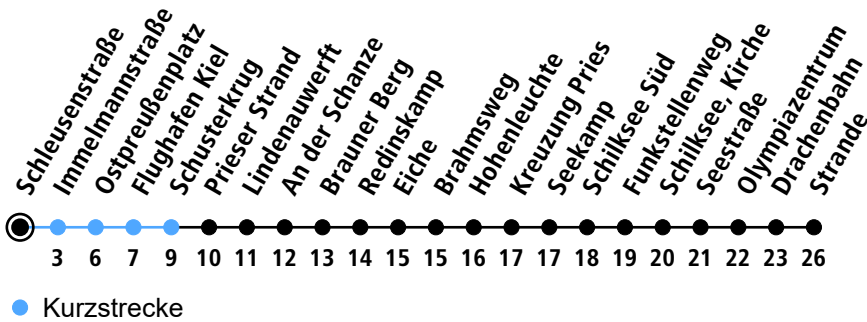 Schleusenstraße
Immelmannstraße
Ostpreußenplatz
Flughafen Kiel
Schusterkrug
Prieser Strand
Lindenauwerft
An der Schanze
Brauner Berg
Redinskamp
Eiche
Brahmsweg
Hohenleuchte
Kreuzung Pries
Seekamp
Schilksee Süd
Funkstellenweg
Schilksee, Kirche
Seestraße
Olympiazentrum
Drachenbahn
Strande
3 6 7 9 10 11 12 13 14 15 15 16 17 17 18 19 20 21 22 23 26
Kurzstrecke